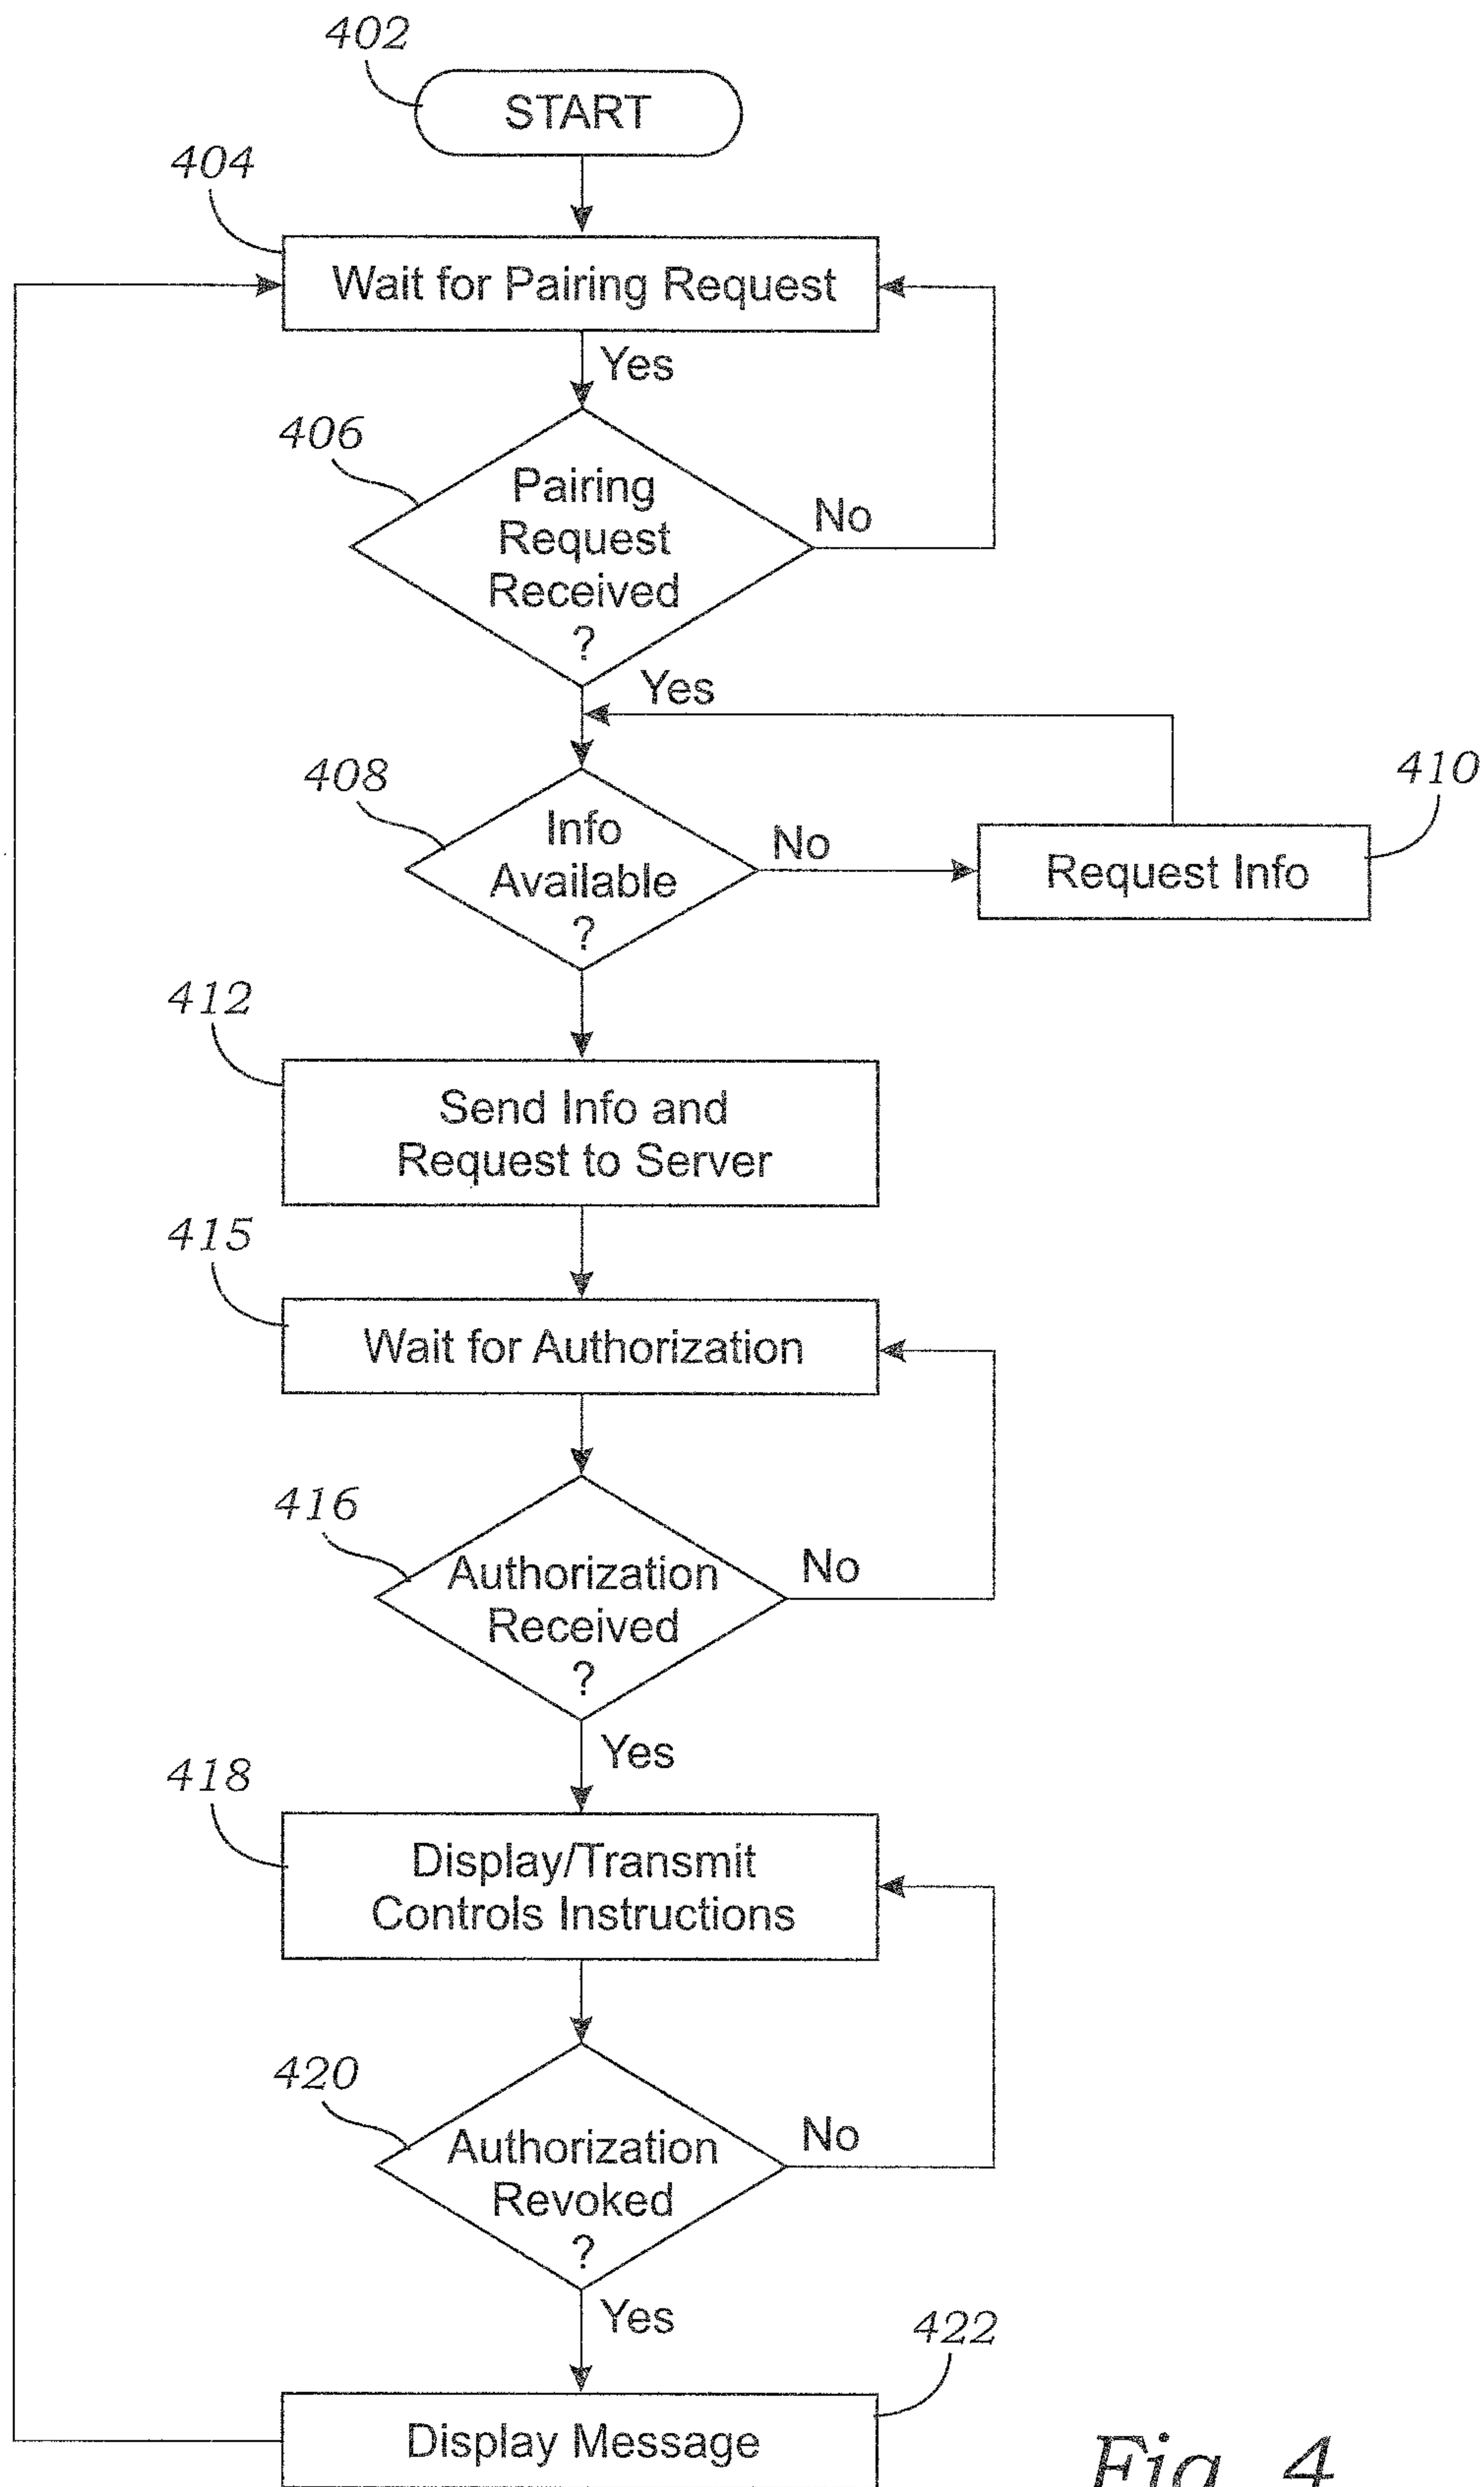 402
START
404
Wait for Pairing Request
Yes
406
Pairing
Request
Received
?
No
Yes
408
Info
Available
?
No
410
Request Info
412
Send Info and
Request to Server
415
Wait for Authorization
416
Authorization
Received
?
No
Yes
418
Display/Transmit
Controls Instructions
420
Authorization
Revoked
?
No
Yes
422
Display Message
Fig. 4